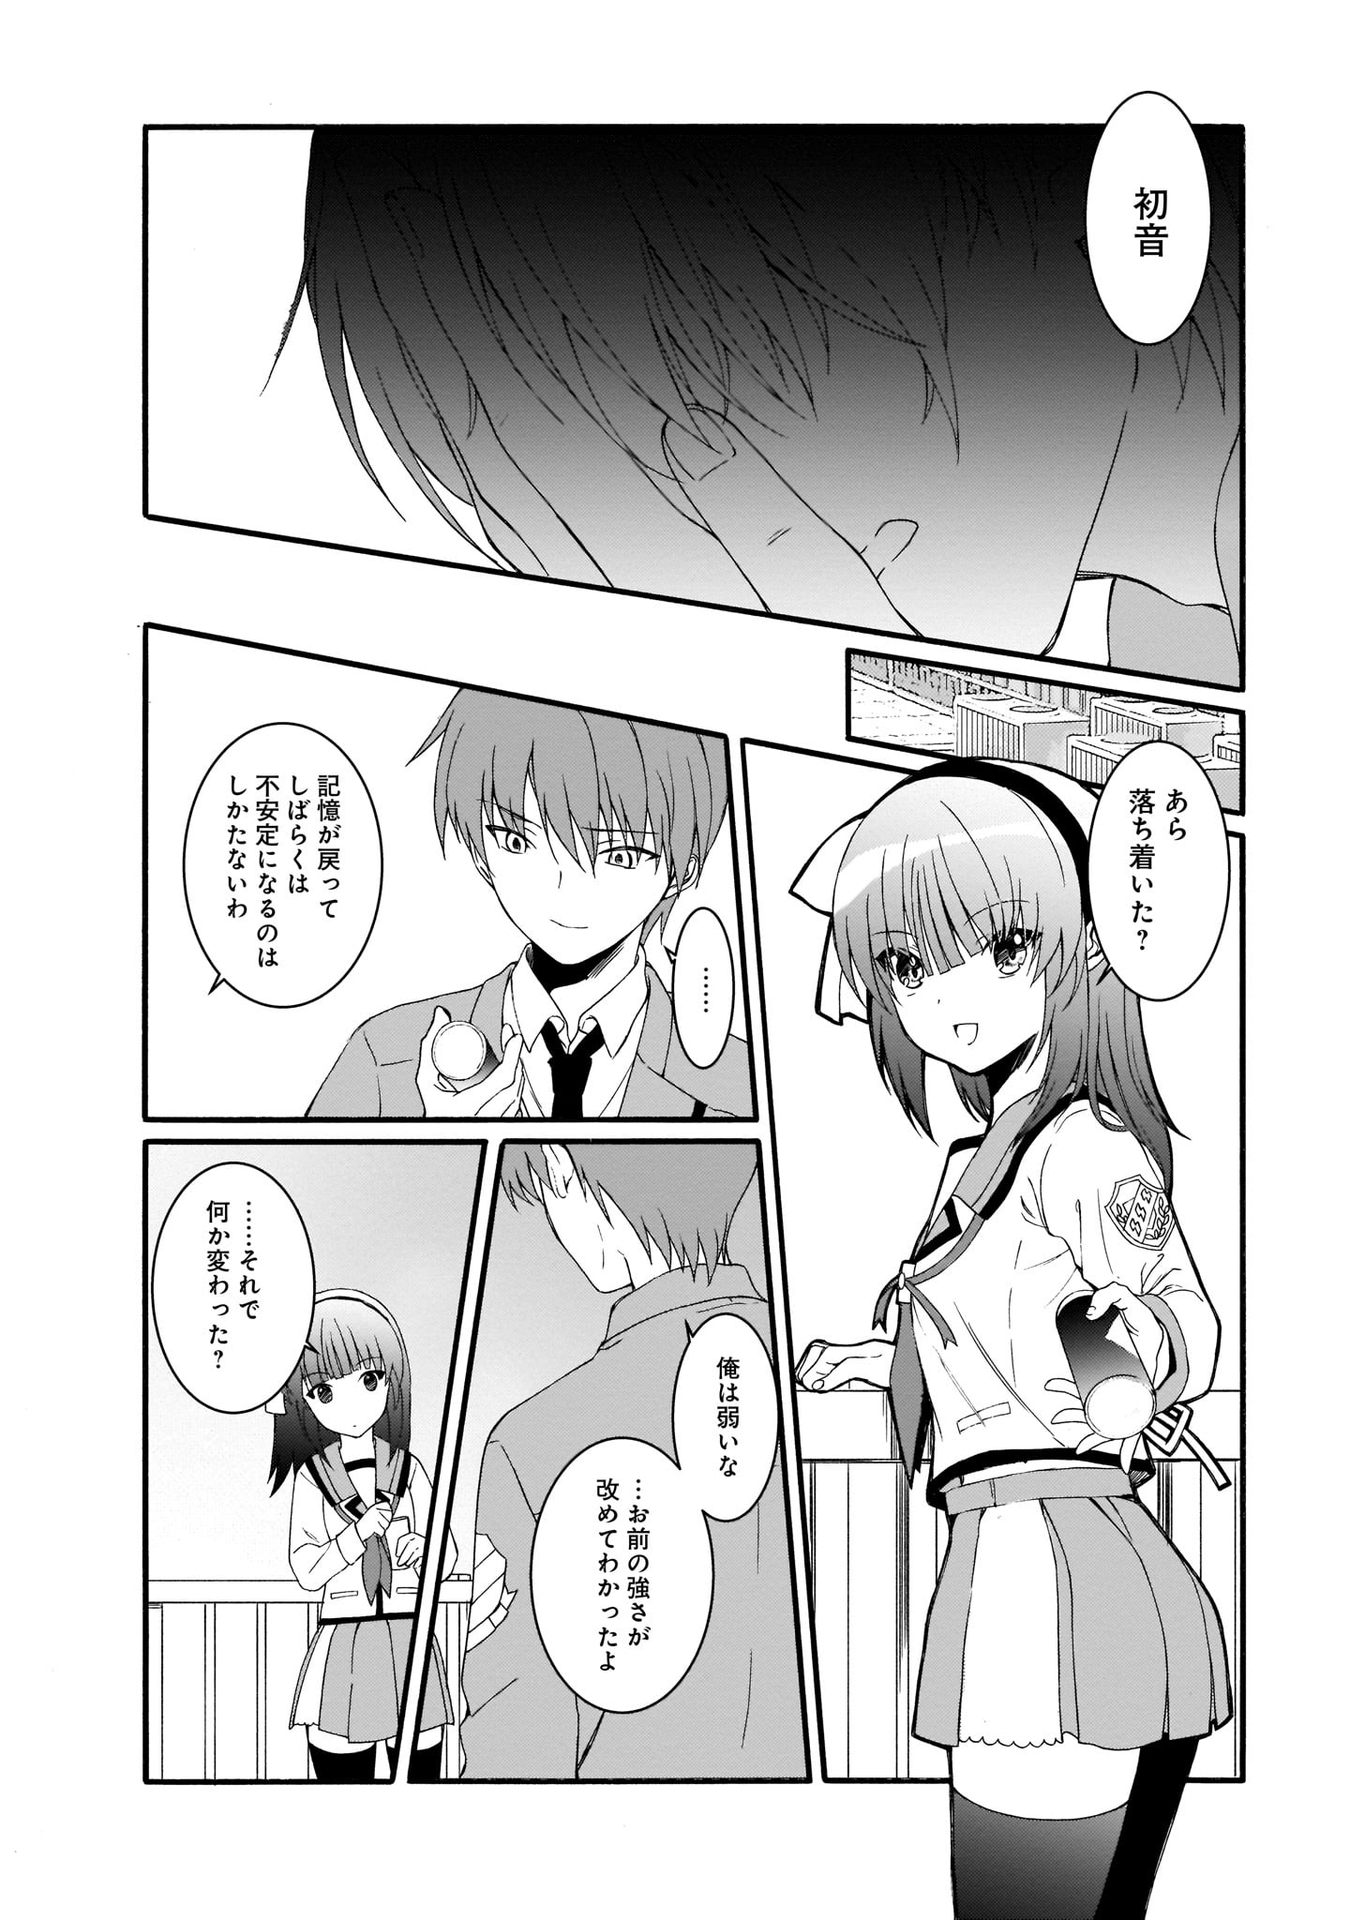 初音
あら
落ち着いた?
……
記憶が戻って
しばらくは
不安定になるのは
しかたないわ
俺は弱いな
…お前の強さが
改めてわかったよ
……それで
何か変わった?